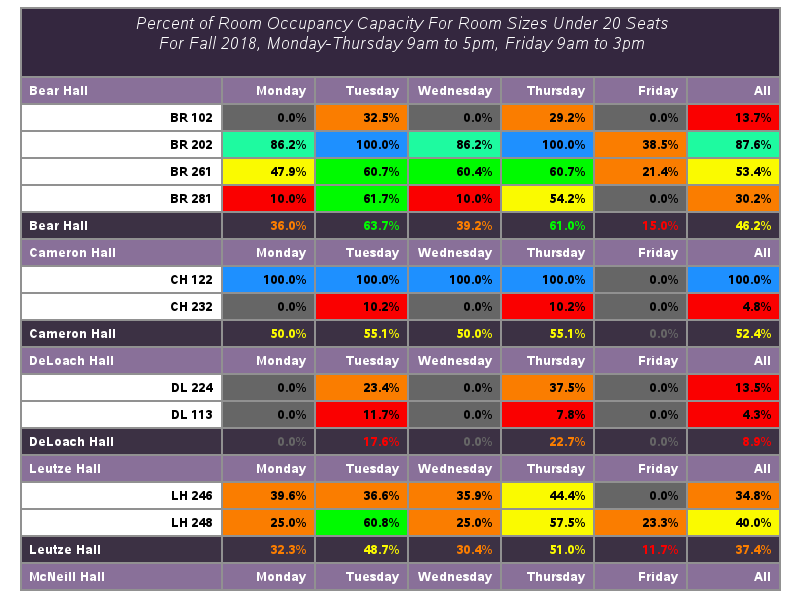 Percent of Room Occupancy Capacity For Room Sizes Under 20 Seats
For Fall 2018, Monday-Thursday 9am to 5pm, Friday 9am to 3pm
Bear Hall Monday Tuesday Wednesday Thursday Friday All
BR 102 0.0% 32.5% 0.0% 29.2% 0.0% 13.7%
BR 202 86.2% 100.0% 86.2% 100.0% 38.5% 87.6%
BR 261 47.9% 60.7% 60.4% 60.7% 21.4% 53.4%
BR 281 10.0% 61.7% 10.0% 54.2% 0.0% 30.2%
Bear Hall 36.0% 63.7% 39.2% 61.0% 15.0% 46.2%
Cameron Hall Monday Tuesday Wednesday Thursday Friday All
CH 122 100.0% 100.0% 100.0% 100.0% 0.0% 100.0%
CH 232 0.0% 10.2% 0.0% 10.2% 0.0% 4.8%
Cameron Hall 50.0% 55.1% 50.0% 55.1% 0.0% 52.4%
DeLoach Hall Monday Tuesday Wednesday Thursday Friday All
DL 224 0.0% 23.4% 0.0% 37.5% 0.0% 13.5%
DL 113 0.0% 11.7% 0.0% 7.8% 0.0% 4.3%
DeLoach Hall 0.0% 17.6% 0.0% 22.7% 0.0% 8.9%
Leutze Hall Monday Tuesday Wednesday Thursday Friday All
LH 246 39.6% 36.6% 35.9% 44.4% 0.0% 34.8%
LH 248 25.0% 60.8% 25.0% 57.5% 23.3% 40.0%
Leutze Hall 32.3% 48.7% 30.4% 51.0% 11.7% 37.4%
McNeill Hall Monday Tuesday Wednesday Thursday Friday All